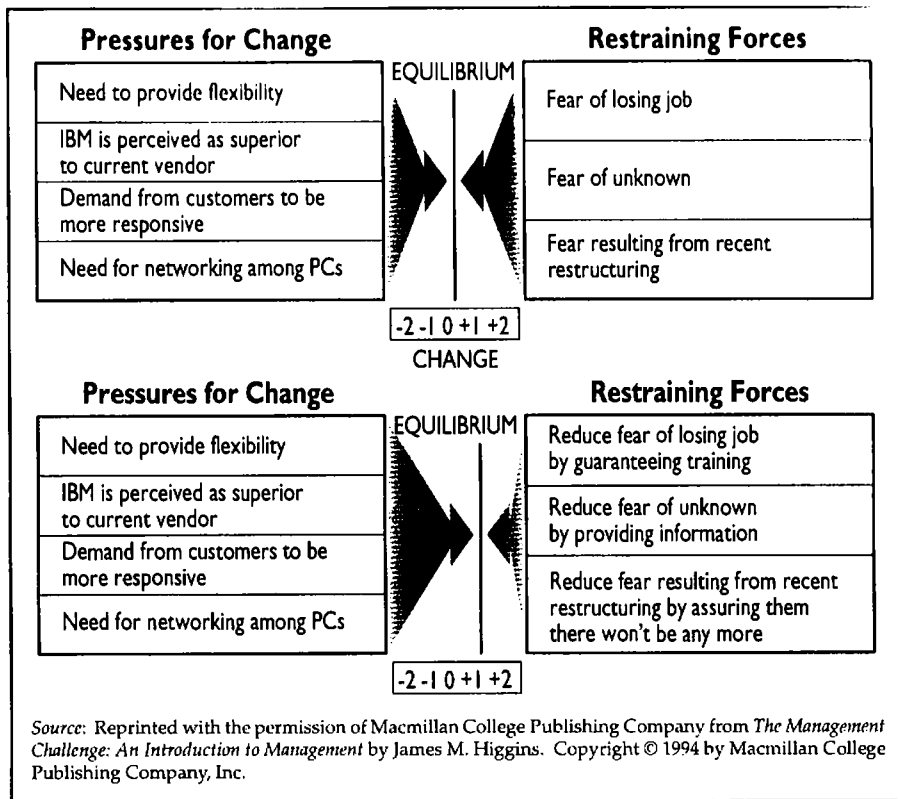 Pressures for Change
Need to provide flexibility
IBM is perceived as superior
to current vendor
Demand from customers to be
more responsive
Need for networking among PCs
EQUILIBRIUM
-2 -1 0 +1 +2
CHANGE
Restraining Forces
Fear of losing job
Fear of unknown
Fear resulting from recent
restructuring
Pressures for Change
Need to provide flexibility
IBM is perceived as superior
to current vendor
Demand from customers to be
more responsive
Need for networking among PCs
EQUILIBRIUM
-2 -1 0 +1 +2
Restraining Forces
Reduce fear of losing job
by guaranteeing training
Reduce fear of unknown
by providing information
Reduce fear resulting from recent
restructuring by assuring them
there won't be any more
Source: Reprinted with the permission of Macmillan College Publishing Company from The Management
Challenge: An Introduction to Management by James M. Higgins. Copyright © 1994 by Macmillan College
Publishing Company, Inc.